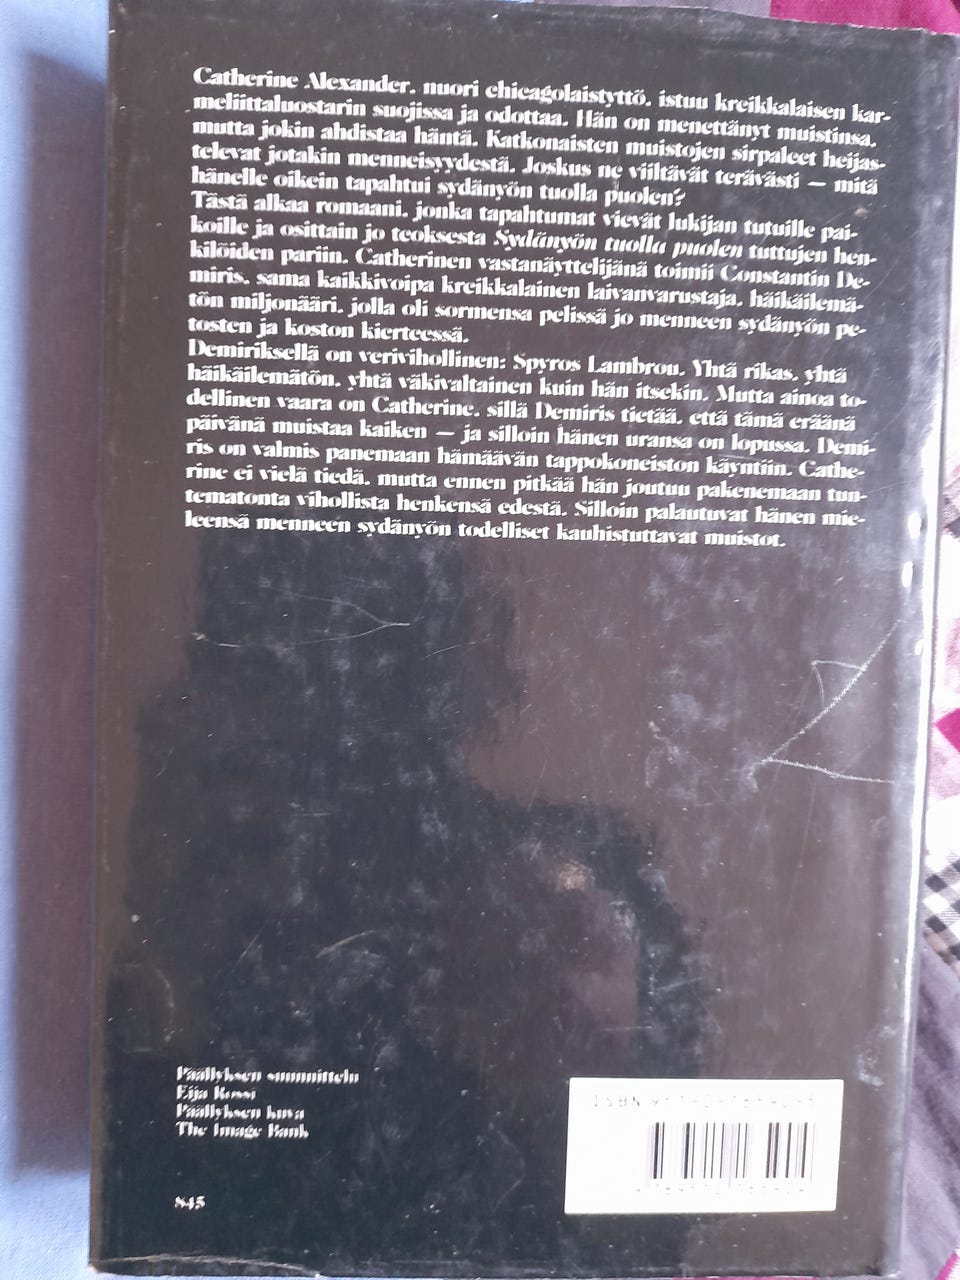 Catherine Alexander, nuori chicagolaistyttö, istuu kreikkalaisen kar-
meliittaluostarin suojissa ja odottaa. Hän on menettänyt muistinsa,
mutta jokin ahdistaa häntä. Katkonaisten muistojen sirpaleet heijas-
televat jotakin menneisyydestä. Joskus ne viiltävät terävästi — mitä
hänelle oikein tapahtui sydänyön tuolla puolen?
Tästä alkaa romaani, jonka tapahtumat vievät lukijan tutuille pai-
koille ja osittain jo teoksesta Sydänyön tuolla puolen tuttujen hen-
kilöiden pariin. Catherinen vastanäyttelijänä toimii Constantin De-
miris, sama kaikkivoipa kreikkalainen laivanvarustaja, häikäilemä-
tön miljonääri, jolla oli sormensa pelissä jo menneen sydänyön pe-
tosten ja koston kierteessä.
Demiriksellä on verivihollinen: Spyros Lambrou. Yhtä rikas, yhtä
häikäilemätön, yhtä väkivaltainen kuin hän itsekin. Mutta ainoa to-
dellinen vaara on Catherine, sillä Demiris tietää, että tämä eräänä
päivänä muistaa kaiken — ja silloin hänen uransa on lopussa. Demi-
ris on valmis panemaan hämäävän tappokoneiston käyntiin. Cathe-
rine ei vielä tiedä, mutta ennen pitkää hän joutuu pakenemaan tun-
tematonta vihollista henkensä edestä. Silloin palautuvat hänen mie-
leensä menneen sydänyön todelliset kauhistuttavat muistot.
Päällyksen suunnittelu
Eija Rossi
Päällyksen kuva
The Image Bank
ISBN
845